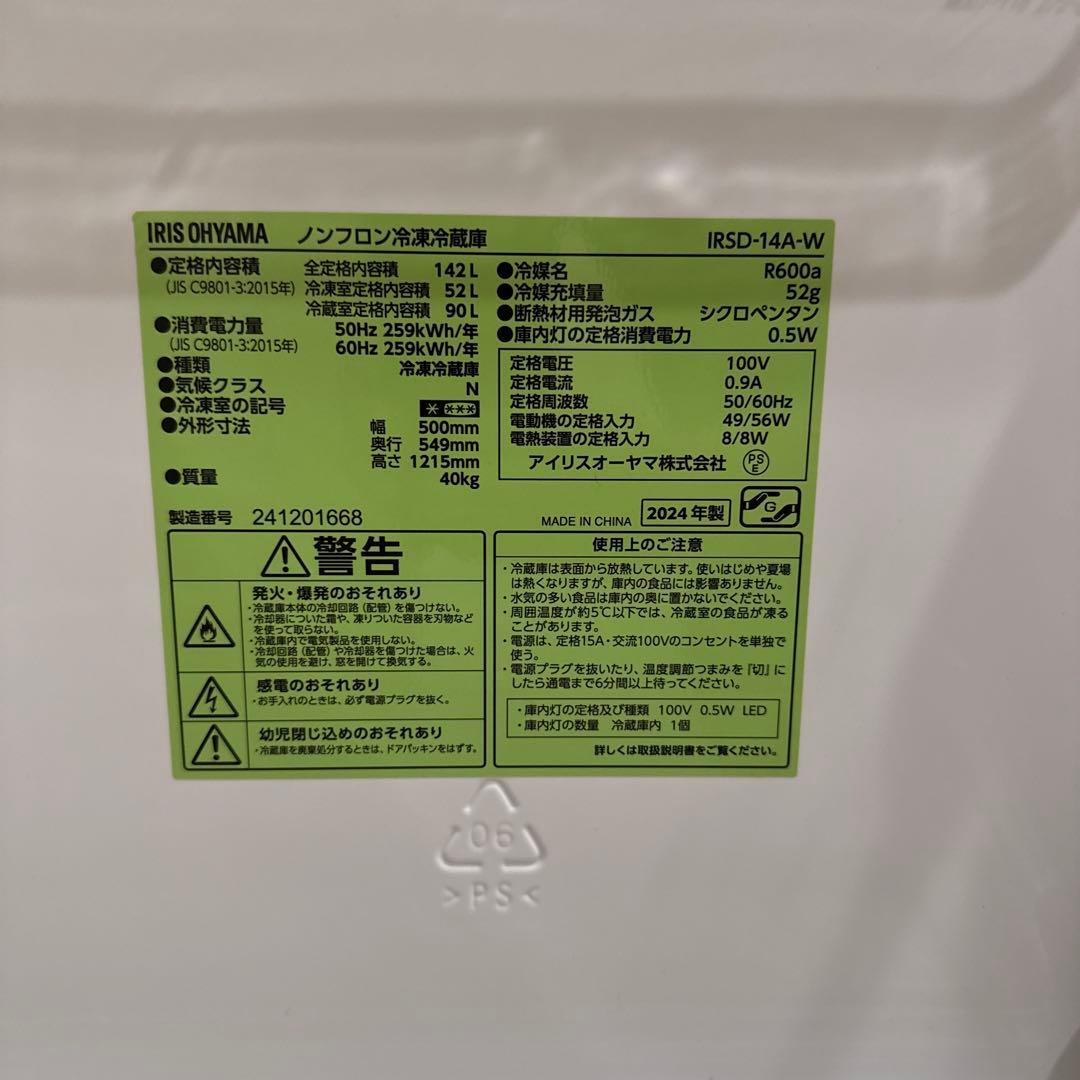 IRIS OHYAMA ノンフロン冷凍冷蔵庫 IRSD-14A-W
●定格内容積 全定格内容積 142 L
(JIS C9801-3:2015年) 冷凍室定格内容積 52 L
冷蔵室定格内容積 90 L
●消費電力量 50Hz 259kWh/年
(JIS C9801-3:2015年) 60Hz 259kWh/年
●種類 冷凍冷蔵庫
●気候クラス N
●冷凍室の記号
●外形寸法 幅 500mm
奥行 549mm
高さ 1215mm
●質量 40kg
●冷媒名 R600a
●冷媒充填量 52g
●断熱材用発泡ガス シクロペンタン
●庫内灯の定格消費電力 0.5W
定格電圧 100V
定格電流 0.9A
定格周波数 50/60Hz
電動機の定格入力 49/56W
電熱装置の定格入力 8/8W
アイリスオーヤマ株式会社 PSE
製造番号 241201668
MADE IN CHINA 2024 年製 G
警告
発火・爆発のおそれあり
・冷蔵庫本体の冷却回路（配管）を傷つけない。
・冷却器についた霜や、凍りついた容器を刃物など
を使って取らない。
・冷蔵庫内で電気製品を使用しない。
・冷却回路（配管）や冷却器を傷つけた場合は、火
気の使用を避け、窓を開けて換気する。
感電のおそれあり
・お手入れのときは、必ず電源プラグを抜く。
幼児閉じ込めのおそれあり
・冷蔵庫を廃棄処分するときは、ドアパッキンをはずす。
使用上のご注意
・冷蔵庫は表面から放熱しています。使いはじめや夏場
は熱くなりますが、庫内の食品には影響ありません。
・水気の多い食品は庫内の奥に置かないでください。
・周囲温度が約5℃以下では、冷蔵室の食品が凍る
ことがあります。
・電源は、定格15A・交流100Vのコンセントを単独で
使う。
・電源プラグを抜いたり、温度調節つまみを『切』に
したら通電まで6分間以上待ってください。
・庫内灯の定格及び種類 100V 0.5W LED
・庫内灯の数量 冷蔵庫内 1個
詳しくは取扱説明書をご覧ください。
06
>PS<